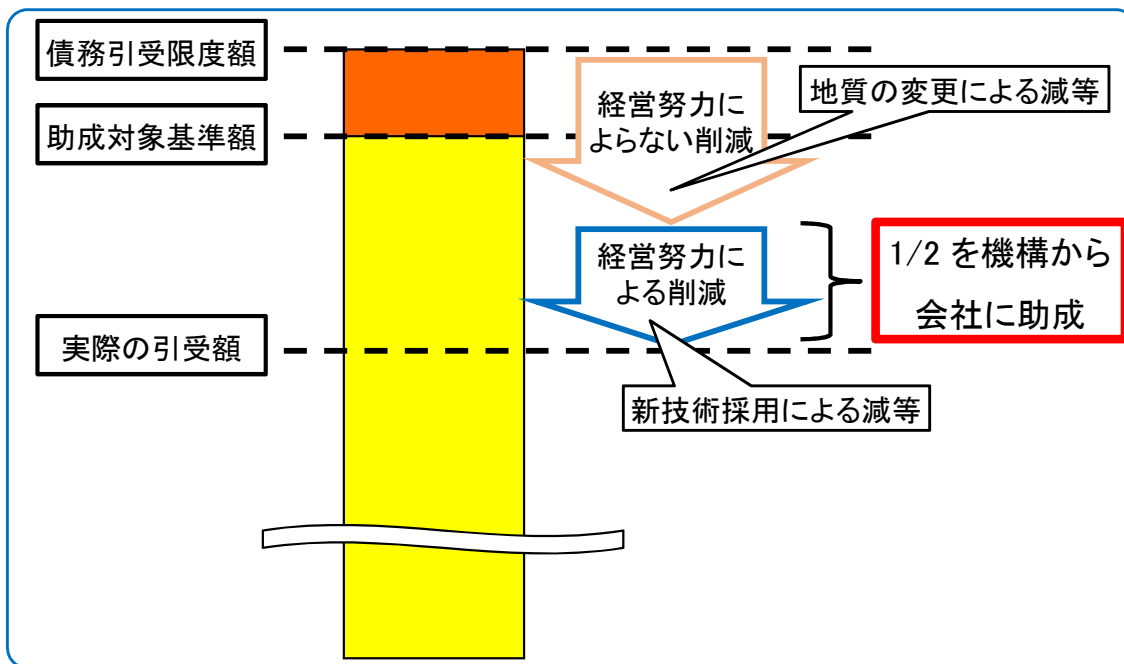 債務引受限度額
助成対象基準額
実際の引受額
経営努力に
よらない削減
地質の変更による減等
経営努力に
よる削減
新技術採用による減等
1/2 を機構から
会社に助成